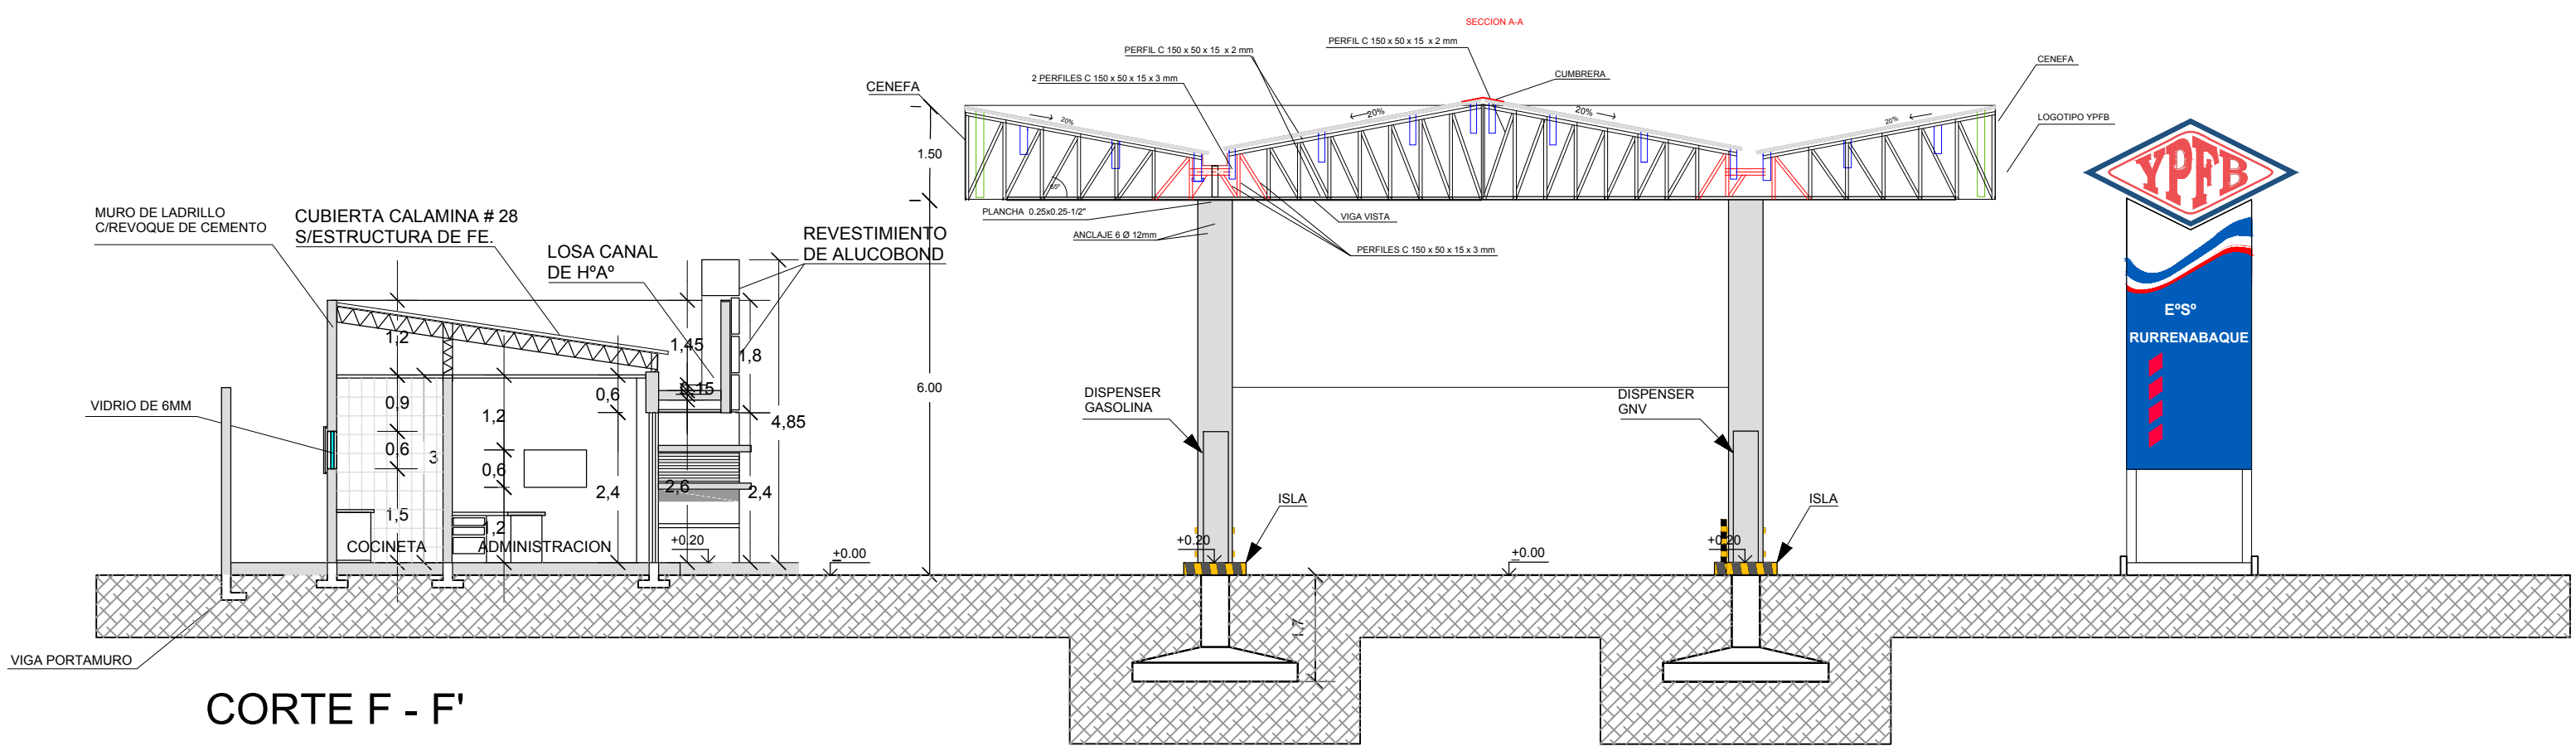 SECCION A-A
PERFIL C 150 x 50 x 15 x 2 mm
PERFIL C 150 x 50 x 15 x 2 mm
2 PERFILES C 150 x 50 x 15 x 3 mm
CUMBRERA
CENEFA
CENEFA
LOGOTIPO YPFB
20%
20%
20%
20%
1.50
65º
PLANCHA 0.25x0.25-1/2"
VIGA VISTA
ANCLAJE 6 Ø 12mm
PERFILES C 150 x 50 x 15 x 3 mm
YPFB
EºSº
RURRENABAQUE
MURO DE LADRILLO
C/REVOQUE DE CEMENTO
CUBIERTA CALAMINA # 28
S/ESTRUCTURA DE FE.
LOSA CANAL
DE HºAº
REVESTIMIENTO
DE ALUCOBOND
1,2
1,45
1,8
0,15
0,6
0,9
1,2
4,85
6.00
VIDRIO DE 6MM
0,6
3
0,6
2,4
2,6
2,4
1,5
1,2
COCINETA
ADMINISTRACION
+0.20
+0.00
DISPENSER
GASOLINA
DISPENSER
GNV
ISLA
ISLA
+0.20
+0.00
+0.20
1,7
VIGA PORTAMURO
CORTE F - F'